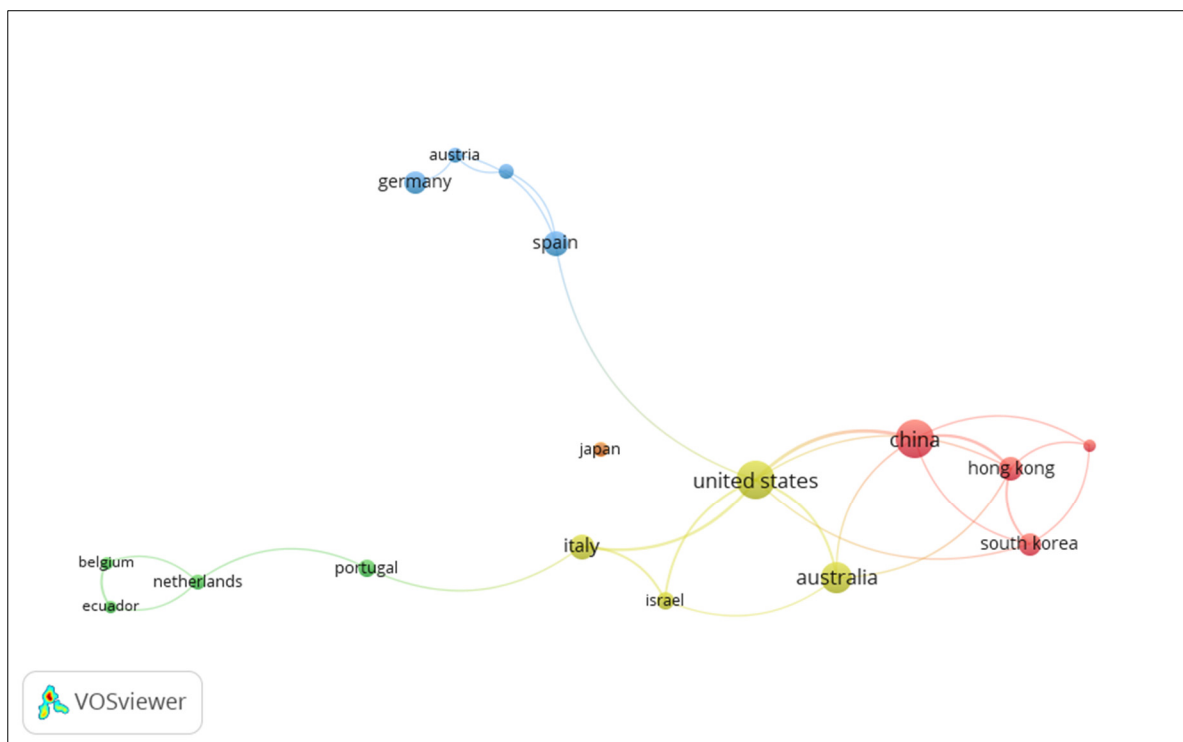 austria
germany
spain
china
japan
hong kong
united states
south korea
italy
belgium
portugal
netherlands
australia
israel
ecuador
VOSviewer